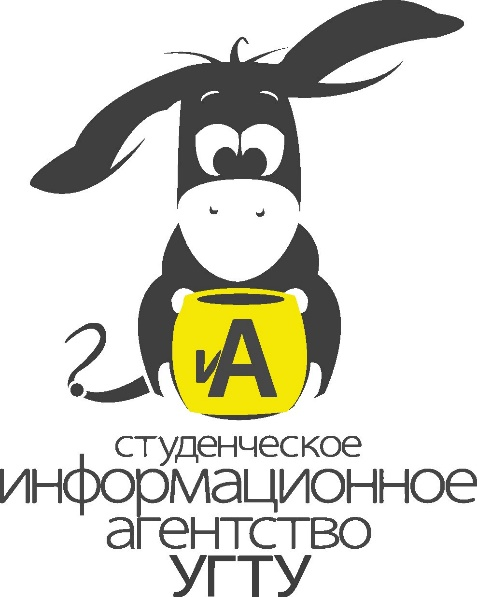 иА
студенческое
информационное
агентство
УГТУ